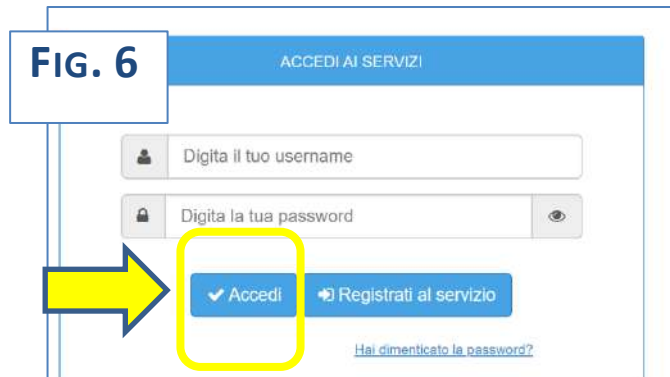 FIG. 6
ACCEDI AI SERVIZI
Digita il tuo username
Digita la tua password
Accedi
Registrati al servizio
Hai dimenticato la password?